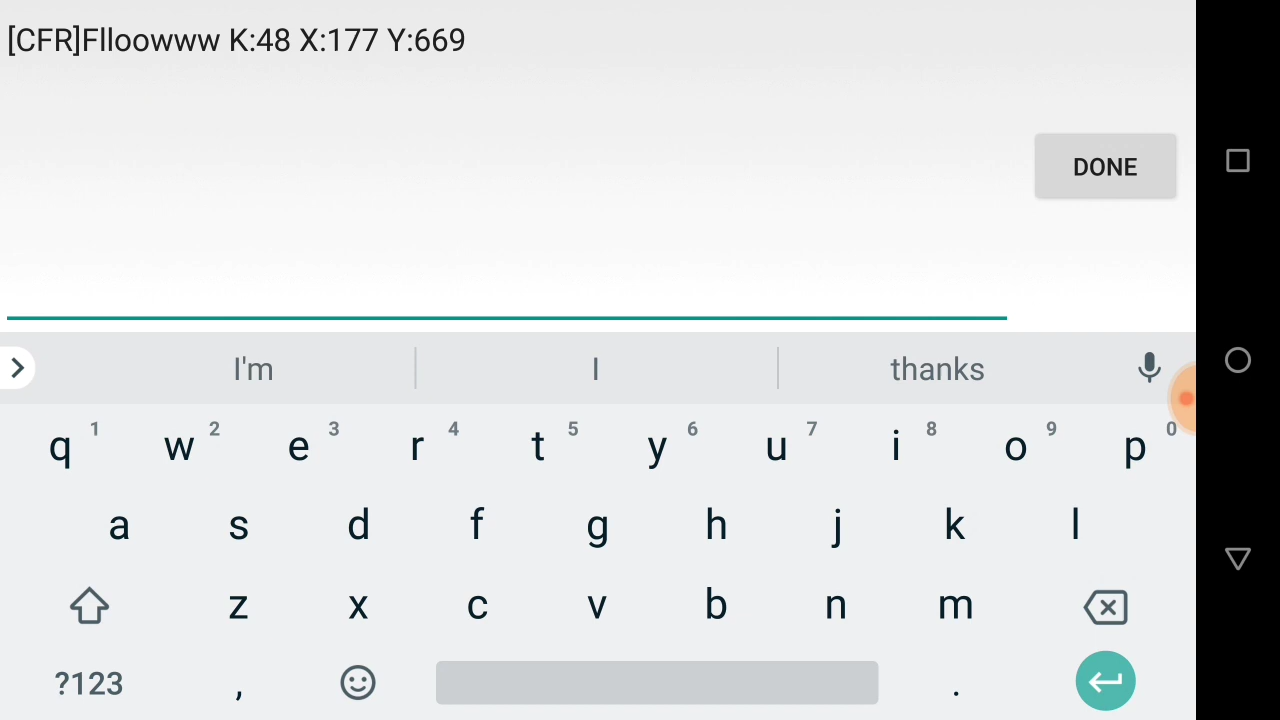 [CFR]Flloowww K:48 X:177 Y:669
DONE
I'm I thanks
q 1 w 2 e 3 r 4 t 5 y 6 u 7 i 8 o 9 p 0
a s d f g h j k l
z x c v b n m
?123 , .